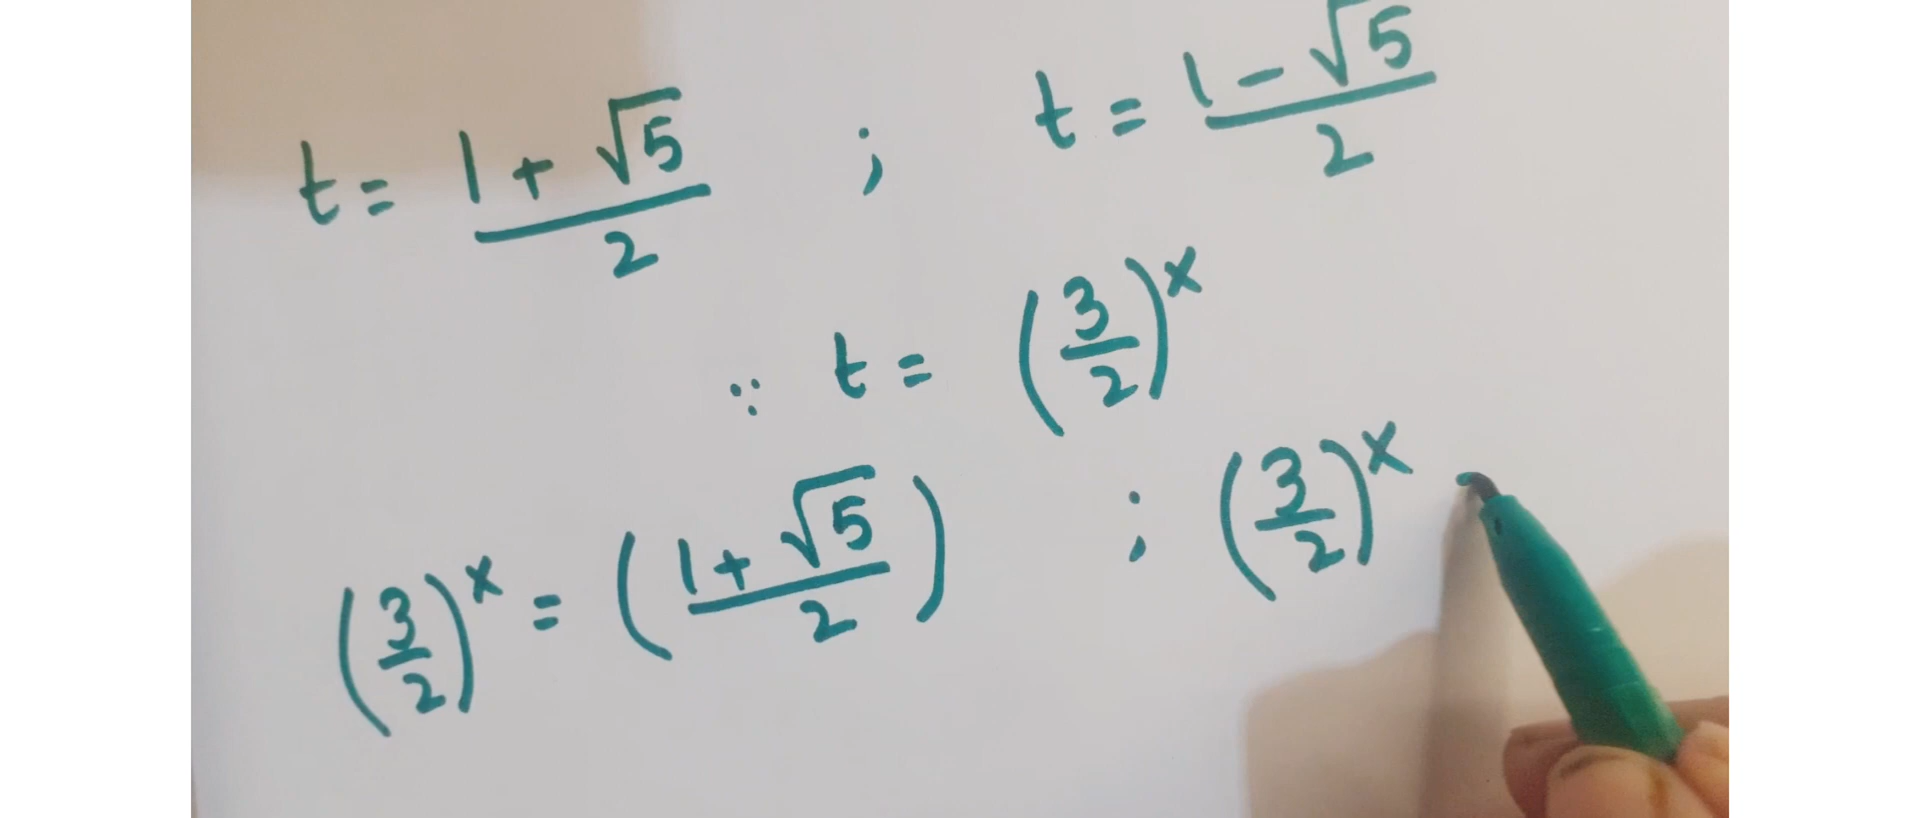 t = (1 + √5)/2 ; t = (1 - √5)/2
∵ t = (3/2)^x
(3/2)^x = ((1 + √5)/2) ; (3/2)^x